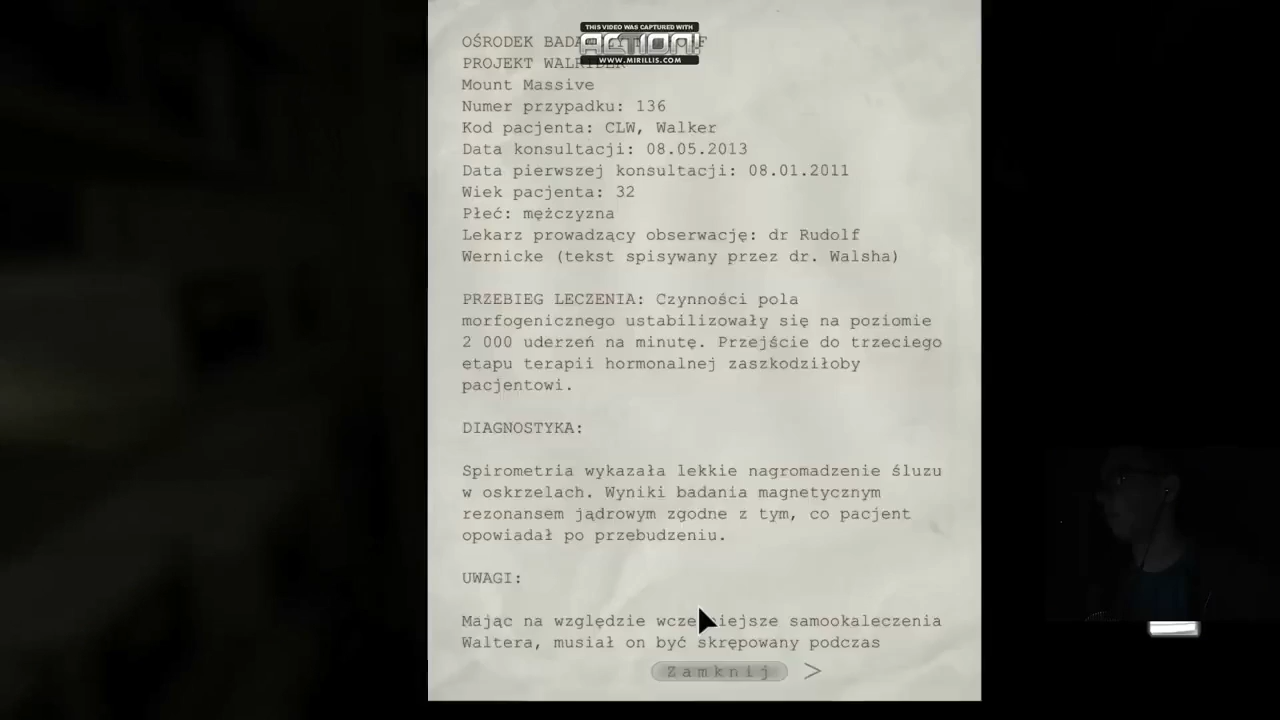 THIS VIDEO WAS CAPTURED WITH
ACTION!
WWW.MIRILLIS.COM
OŚRODEK
PROJEKT
Mount Massive
Numer przypadku: 136
Kod pacjenta: CLW, Walker
Data konsultacji: 08.05.2013
Data pierwszej konsultacji: 08.01.2011
Wiek pacjenta: 32
Płeć: mężczyzna
Lekarz prowadzący obserwację: dr Rudolf
Wernicke (tekst spisywany przez dr. Walsha)
PRZEBIEG LECZENIA: Czynności pola
morfogenicznego ustabilizowały się na poziomie
2 000 uderzeń na minutę. Przejście do trzeciego
etapu terapii hormonalnej zaszkodziłoby
pacjentowi.
DIAGNOSTYKA:
Spirometria wykazała lekkie nagromadzenie śluzu
w oskrzelach. Wyniki badania magnetycznym
rezonansem jądrowym zgodne z tym, co pacjent
opowiadał po przebudzeniu.
UWAGI:
Mając na względzie wcześniejsze samookaleczenia
Waltera, musiał on być skrępowany podczas
Zamknij >